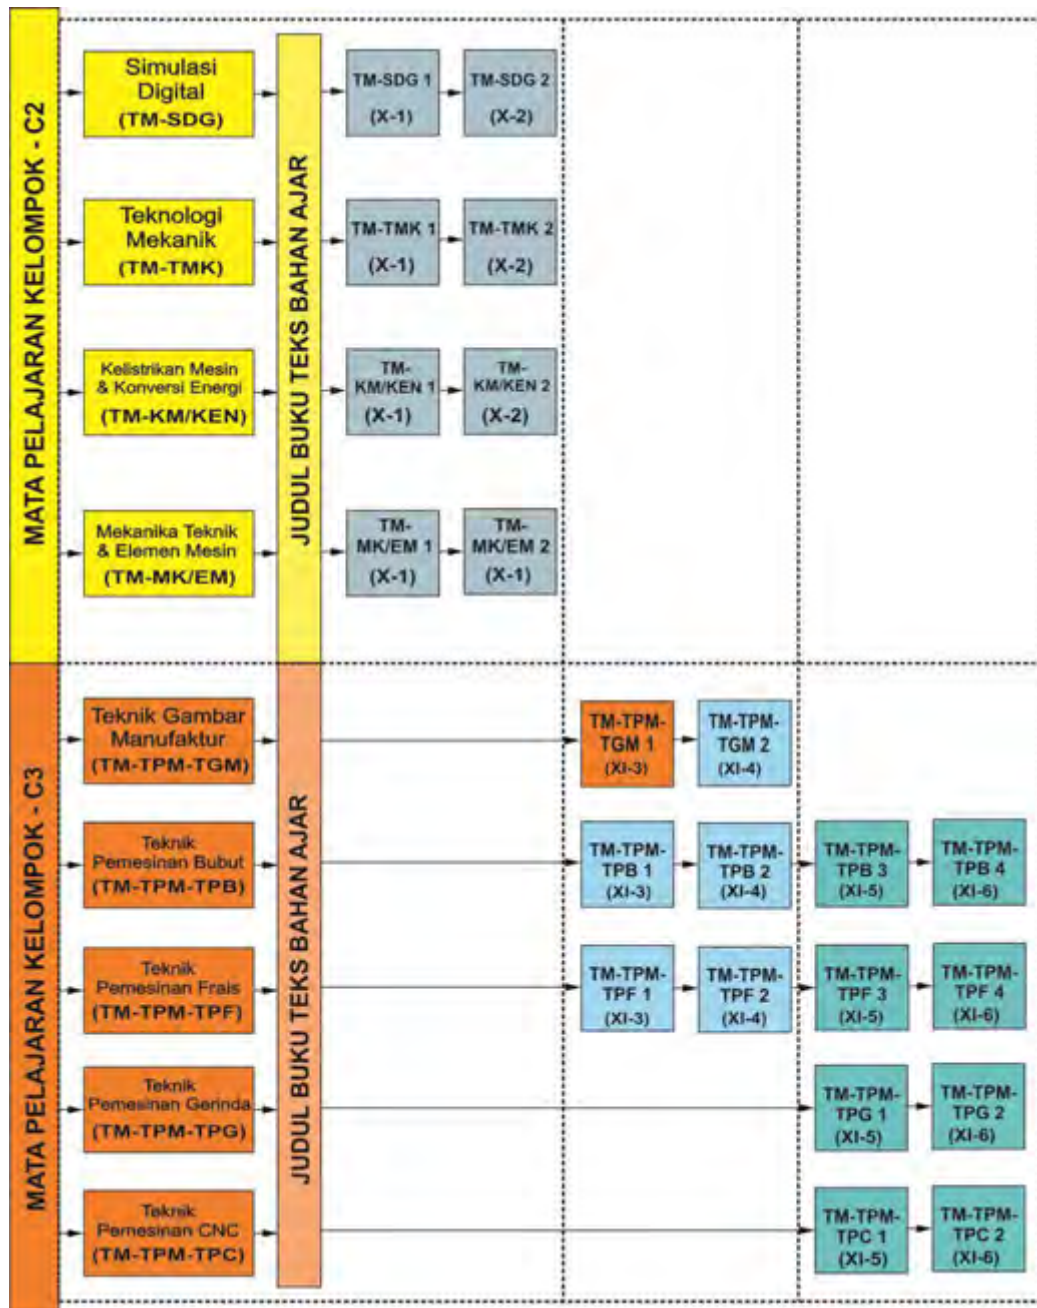 MATA PELAJARAN KELOMPOK - C2
JUDUL BUKU TEKS BAHAN AJAR
Simulasi
Digital
(TM-SDG)
TM-SDG 1
(X-1)
TM-SDG 2
(X-2)
Teknologi
Mekanik
(TM-TMK)
TM-TMK 1
(X-1)
TM-TMK 2
(X-2)
Kelistrikan Mesin
& Konversi Energi
(TM-KM/KEN)
TM-
KM/KEN 1
(X-1)
TM-
KM/KEN 2
(X-2)
Mekanika Teknik
& Elemen Mesin
(TM-MK/EM)
TM-
MK/EM 1
(X-1)
TM-
MK/EM 2
(X-1)
MATA PELAJARAN KELOMPOK - C3
JUDUL BUKU TEKS BAHAN AJAR
Teknik Gambar
Manufaktur
(TM-TPM-TGM)
TM-TPM-
TGM 1
(XI-3)
TM-TPM-
TGM 2
(XI-4)
Teknik
Pemesinan Bubut
(TM-TPM-TPB)
TM-TPM-
TPB 1
(XI-3)
TM-TPM-
TPB 2
(XI-4)
TM-TPM-
TPB 3
(XI-5)
TM-TPM-
TPB 4
(XI-6)
Teknik
Pemesinan Frais
(TM-TPM-TPF)
TM-TPM-
TPF 1
(XI-3)
TM-TPM-
TPF 2
(XI-4)
TM-TPM-
TPF 3
(XI-5)
TM-TPM-
TPF 4
(XI-6)
Teknik
Pemesinan Gerinda
(TM-TPM-TPG)
TM-TPM-
TPG 1
(XI-5)
TM-TPM-
TPG 2
(XI-6)
Teknik
Pemesinan CNC
(TM-TPM-TPC)
TM-TPM-
TPC 1
(XI-5)
TM-TPM-
TPC 2
(XI-6)